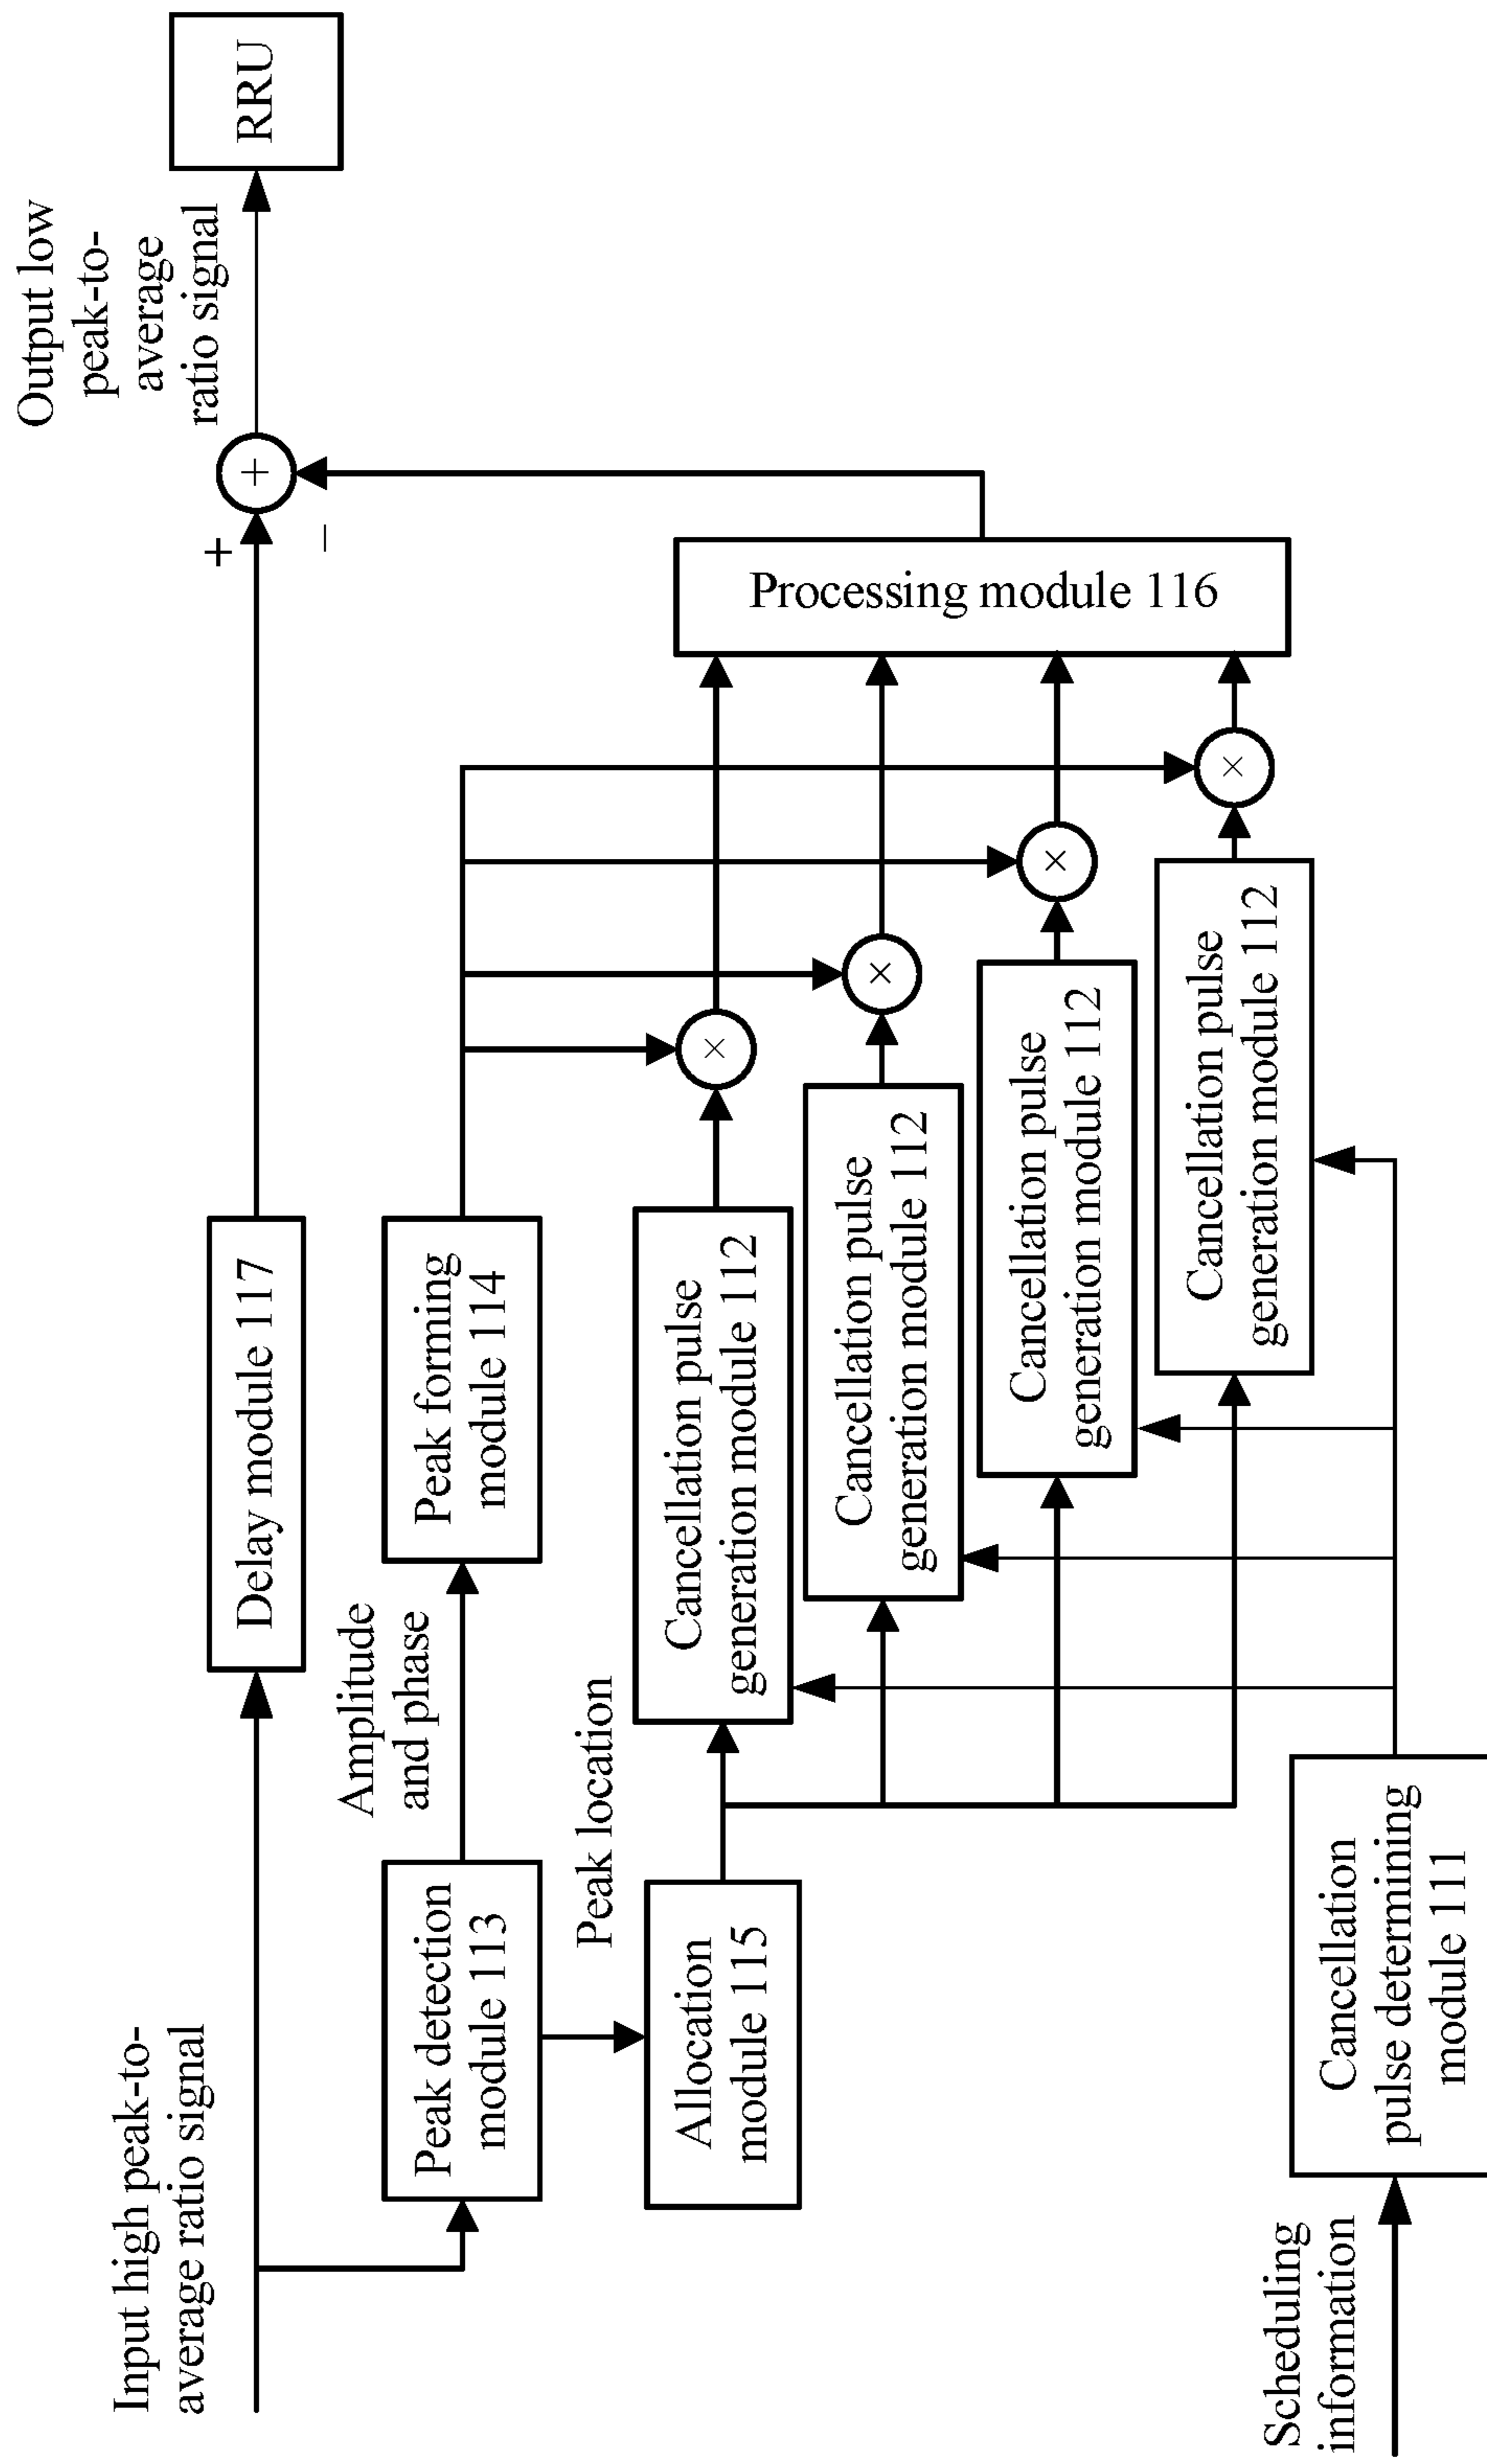 Input high peak-to-
average ratio signal
Delay module 117
+
−
+
Output low
peak-to-
average
ratio signal
RRU
Peak detection
module 113
Amplitude
and phase
Peak forming
module 114
Peak location
Allocation
module 115
Cancellation pulse
generation module 112
×
Cancellation pulse
generation module 112
×
Cancellation pulse
generation module 112
×
Cancellation pulse
generation module 112
×
Processing module 116
Scheduling
information
Cancellation
pulse determining
module 111